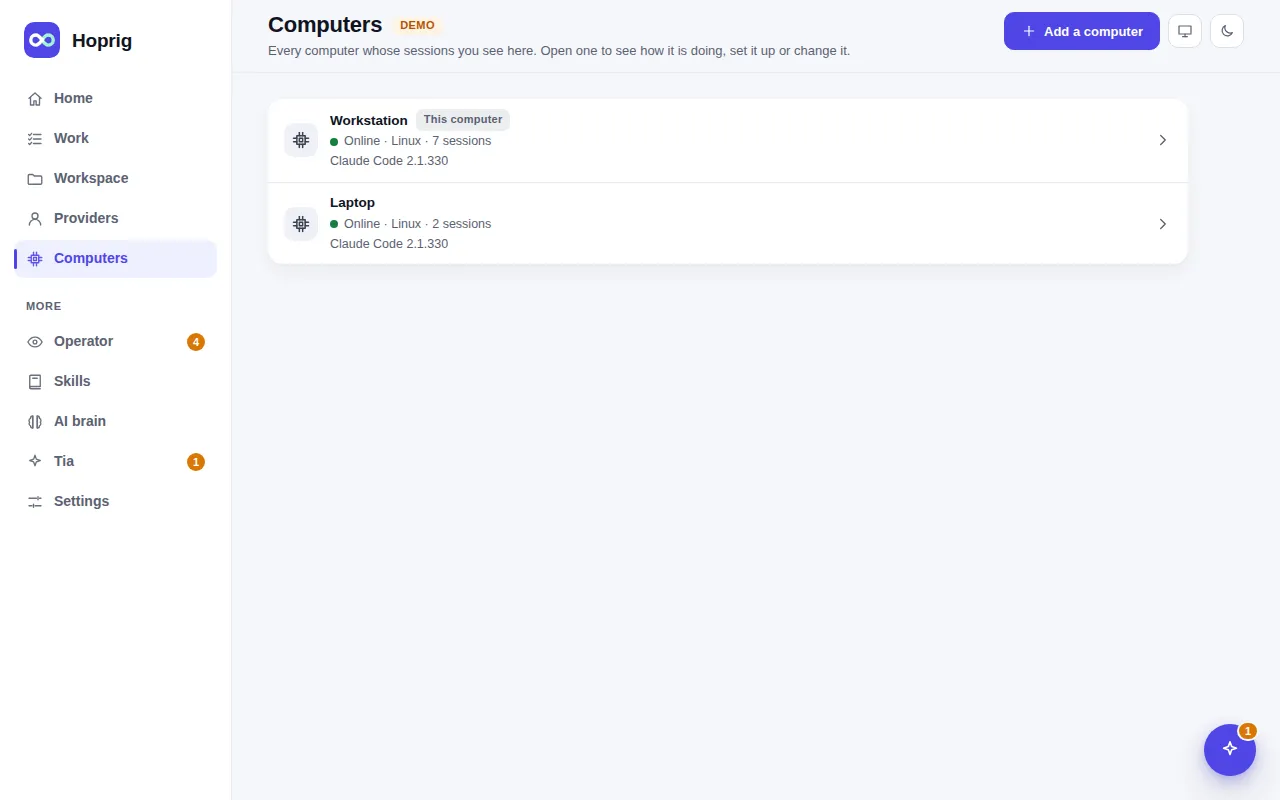 Hoprig
Home
Work
Workspace
Providers
Computers
MORE
Operator 4
Skills
AI brain
Tia 1
Settings
Computers DEMO
Every computer whose sessions you see here. Open one to see how it is doing, set it up or change it.
Add a computer
Workstation This computer
Online · Linux · 7 sessions
Claude Code 2.1.330
Laptop
Online · Linux · 2 sessions
Claude Code 2.1.330
1